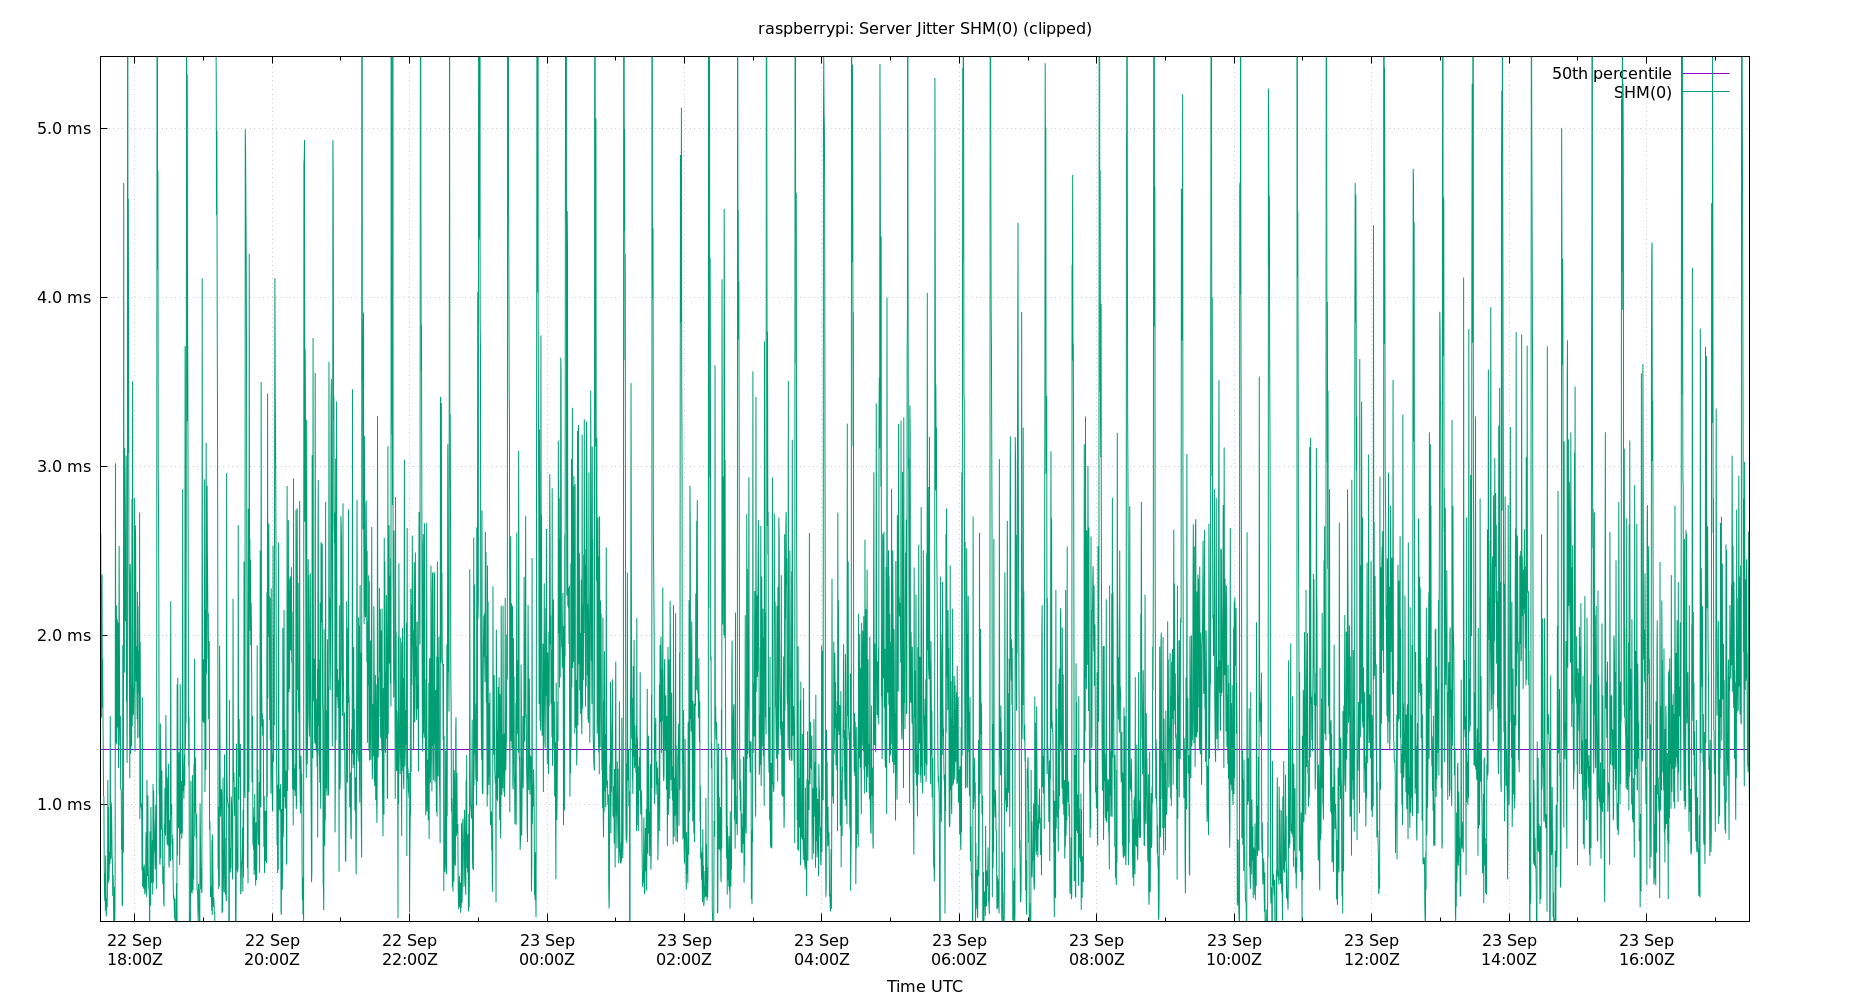 raspberrypi: Server Jitter SHM(0) (clipped)
50th percentile
SHM(0)
5.0 ms
4.0 ms
3.0 ms
2.0 ms
1.0 ms
22 Sep 22 Sep 22 Sep 23 Sep 23 Sep 23 Sep 23 Sep 23 Sep 23 Sep 23 Sep 23 Sep 23 Sep
18:00Z 20:00Z 22:00Z 00:00Z 02:00Z 04:00Z 06:00Z 08:00Z 10:00Z 12:00Z 14:00Z 16:00Z
Time UTC